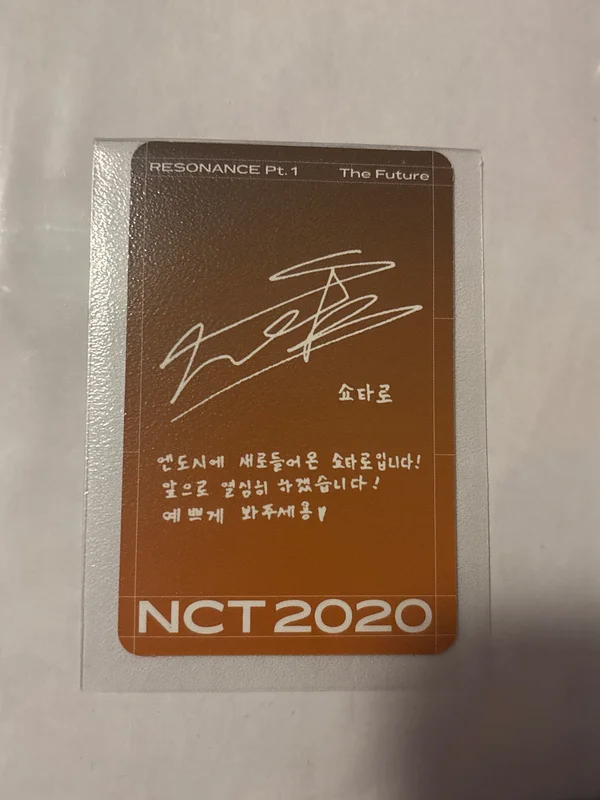 RESONANCE Pt. 1 The Future
쇼타로
엔도시에 새로들어온 쇼타로입니다!
앞으로 열심히 하겠습니다!
예쁘게 봐주세용♥
NCT 2020